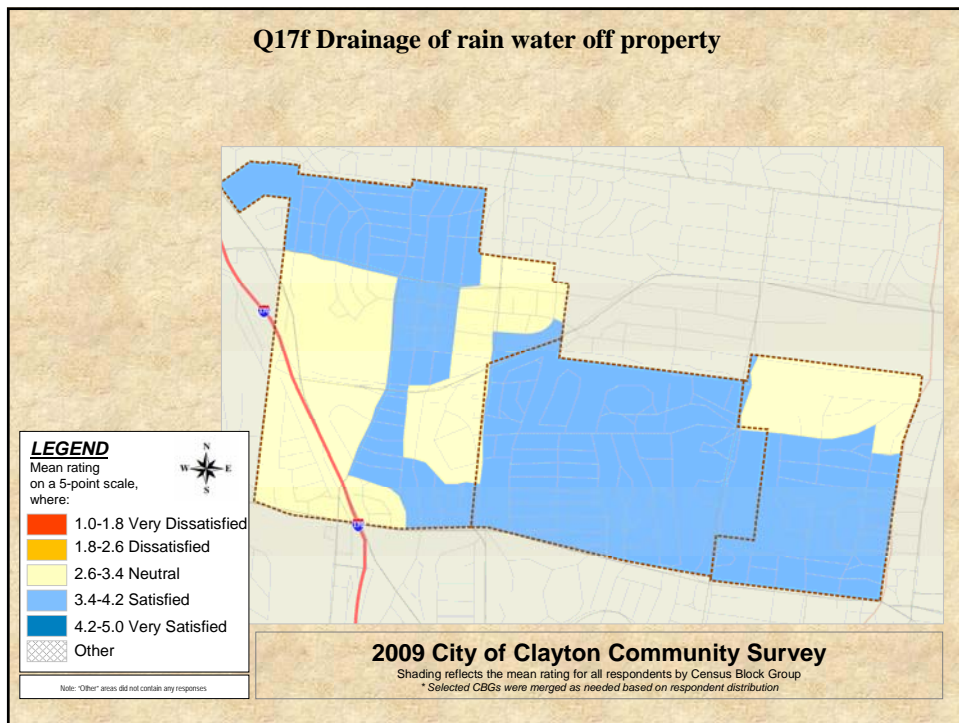 Q17f Drainage of rain water off property
LEGEND
Mean rating
on a 5-point scale,
where:
N
W E
S
1.0-1.8 Very Dissatisfied
1.8-2.6 Dissatisfied
2.6-3.4 Neutral
3.4-4.2 Satisfied
4.2-5.0 Very Satisfied
Other
Note: "Other" areas did not contain any responses
2009 City of Clayton Community Survey
Shading reflects the mean rating for all respondents by Census Block Group
* Selected CBGs were merged as needed based on respondent distribution